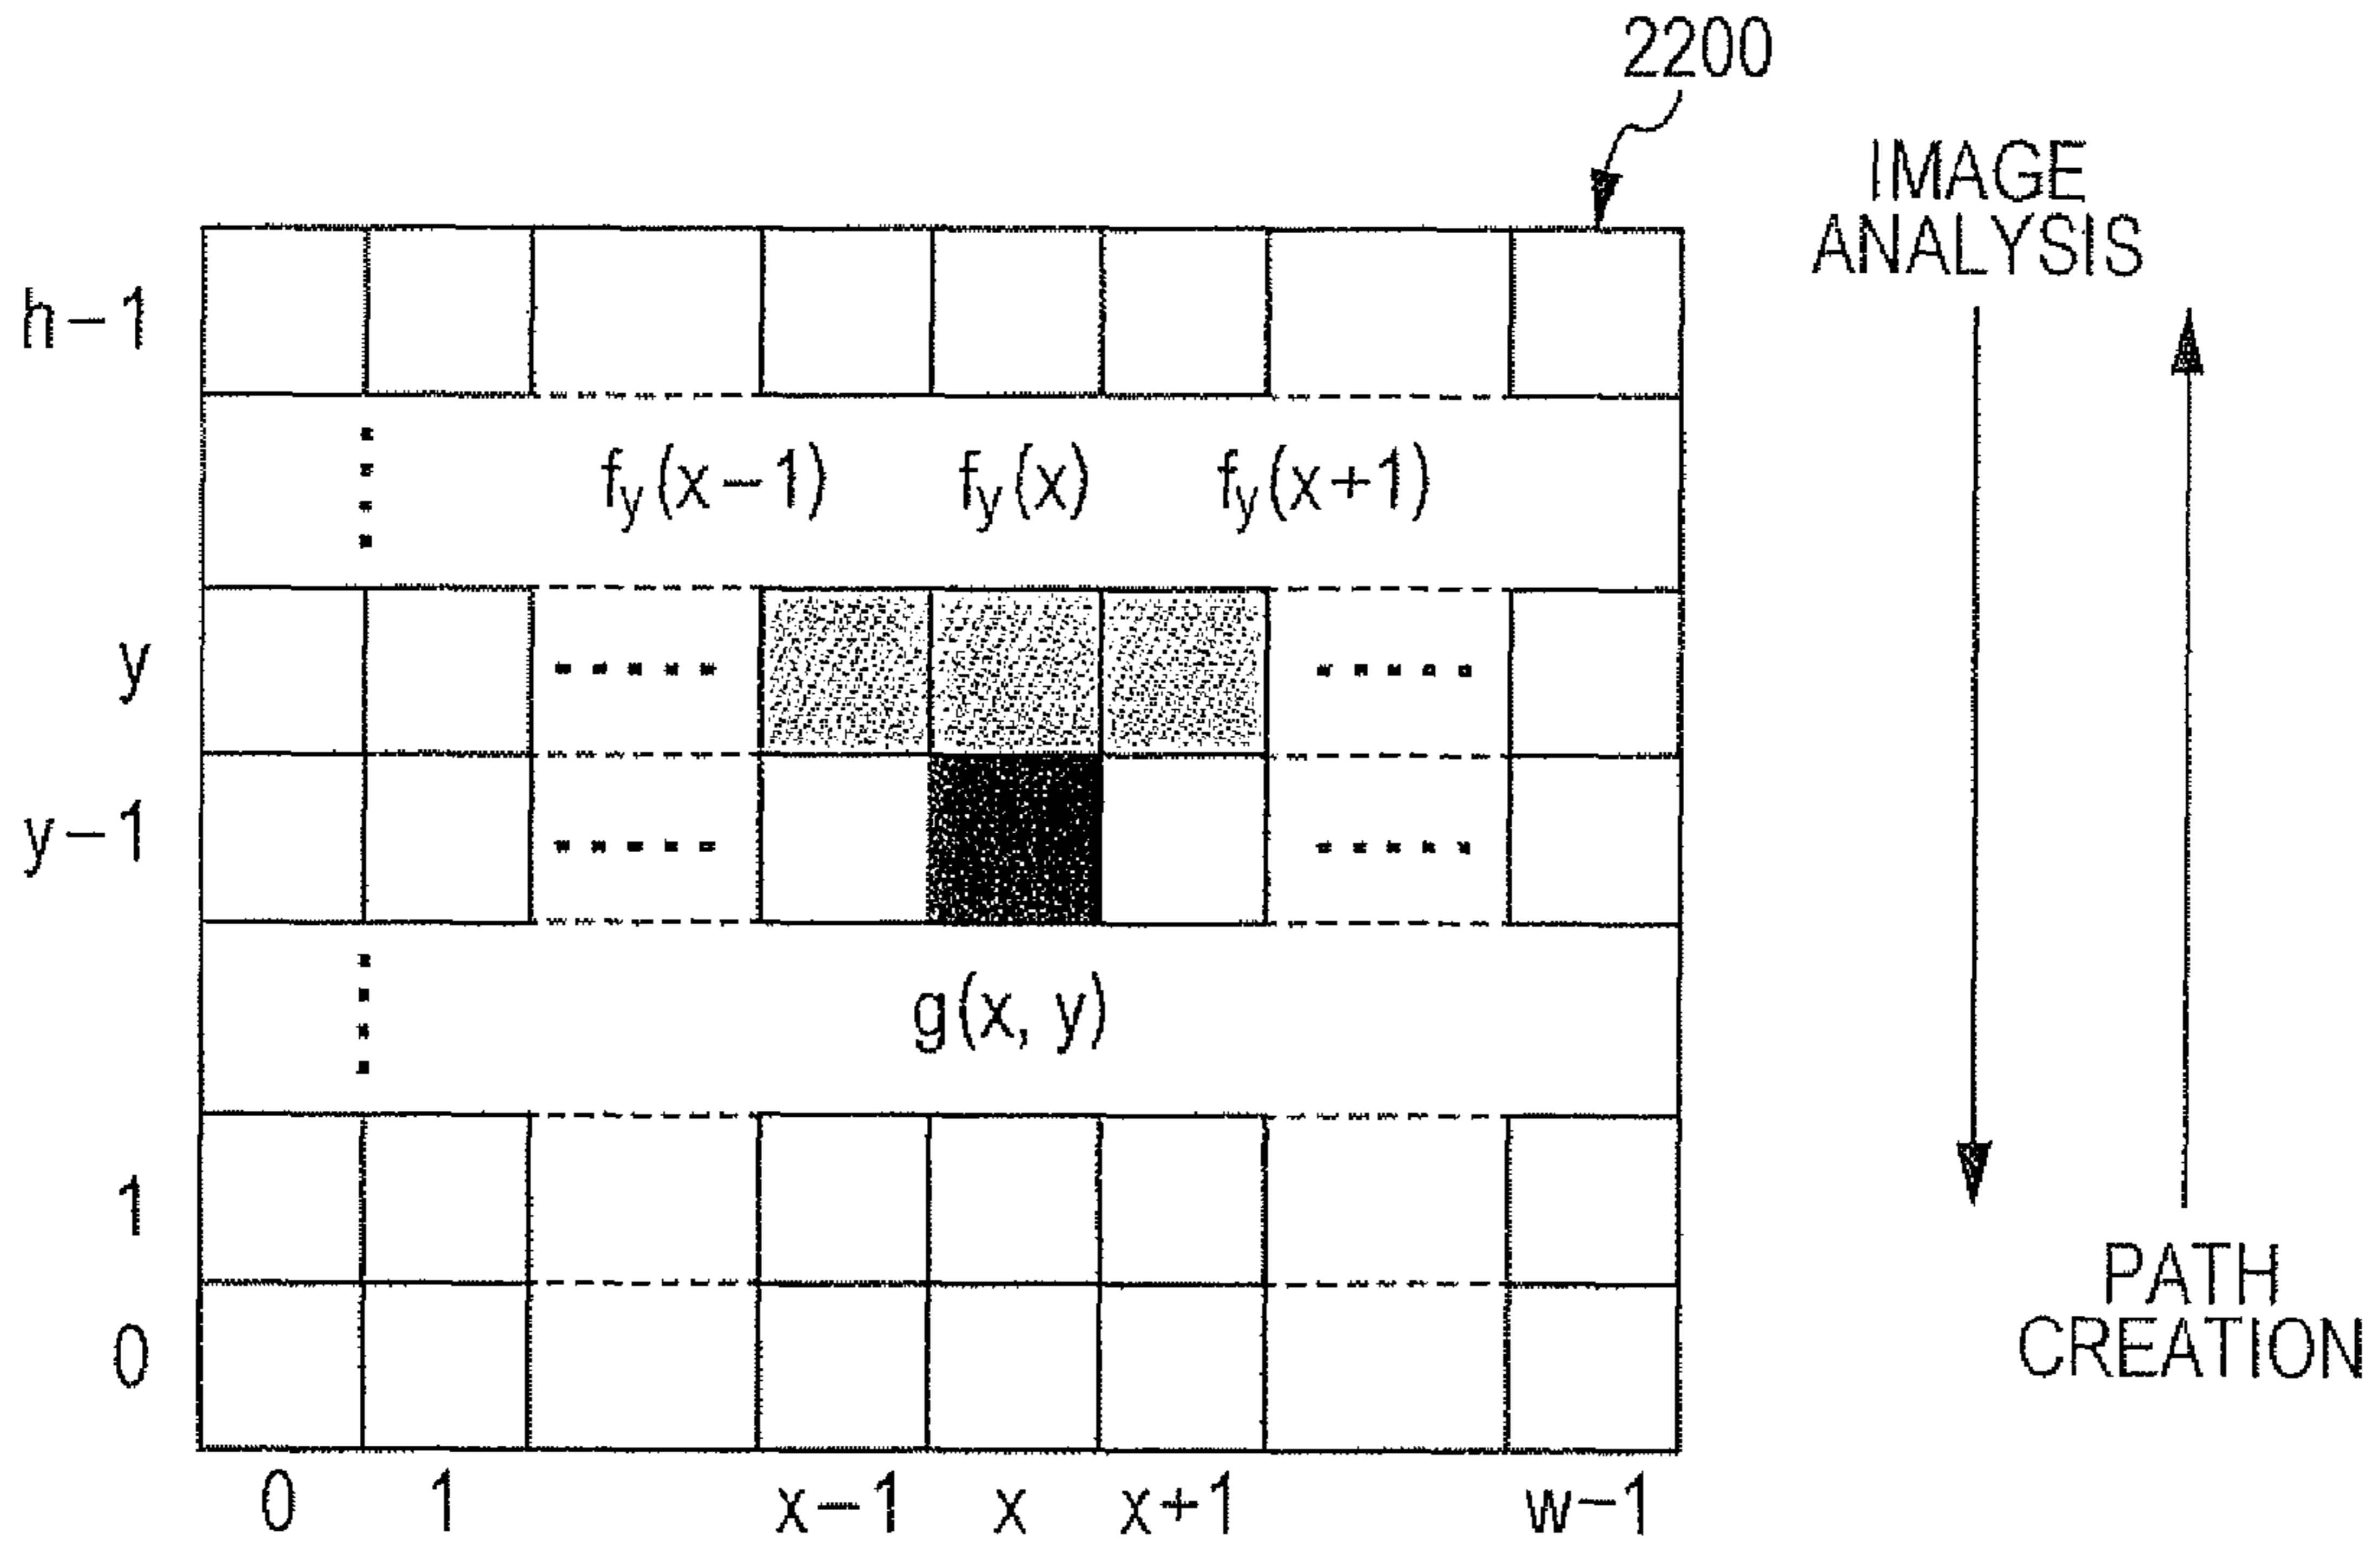 2200
IMAGE
ANALYSIS
h-1
fy(x-1) fy(x) fy(x+1)
y
y-1
g(x, y)
1
0
PATH
CREATION
0 1 x-1 x x+1 w-1